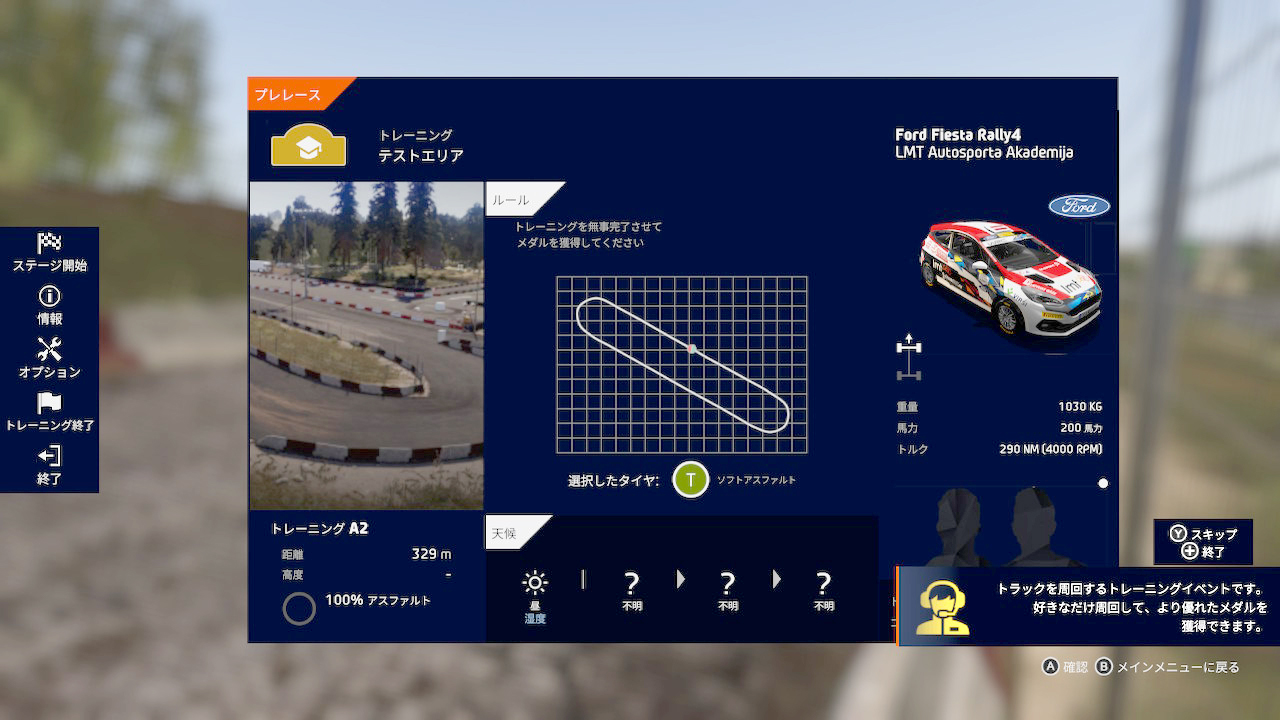 プレレース
トレーニング
テストエリア
Ford Fiesta Rally4
LMT Autosporta Akademija
Ford
ルール
トレーニングを無事完了させて
メダルを獲得してください
ステージ開始
情報
オプション
トレーニング終了
終了
重量 1030 KG
馬力 200 馬力
トルク 290 NM (4000 RPM)
選択したタイヤ: T ソフトアスファルト
トレーニング A2
距離 329 m
高度 -
100% アスファルト
天候
昼
湿度
? 不明
? 不明
? 不明
Y スキップ
終了
トラックを周回するトレーニングイベントです。
好きなだけ周回して、より優れたメダルを
獲得できます。
A 確認 B メインメニューに戻る